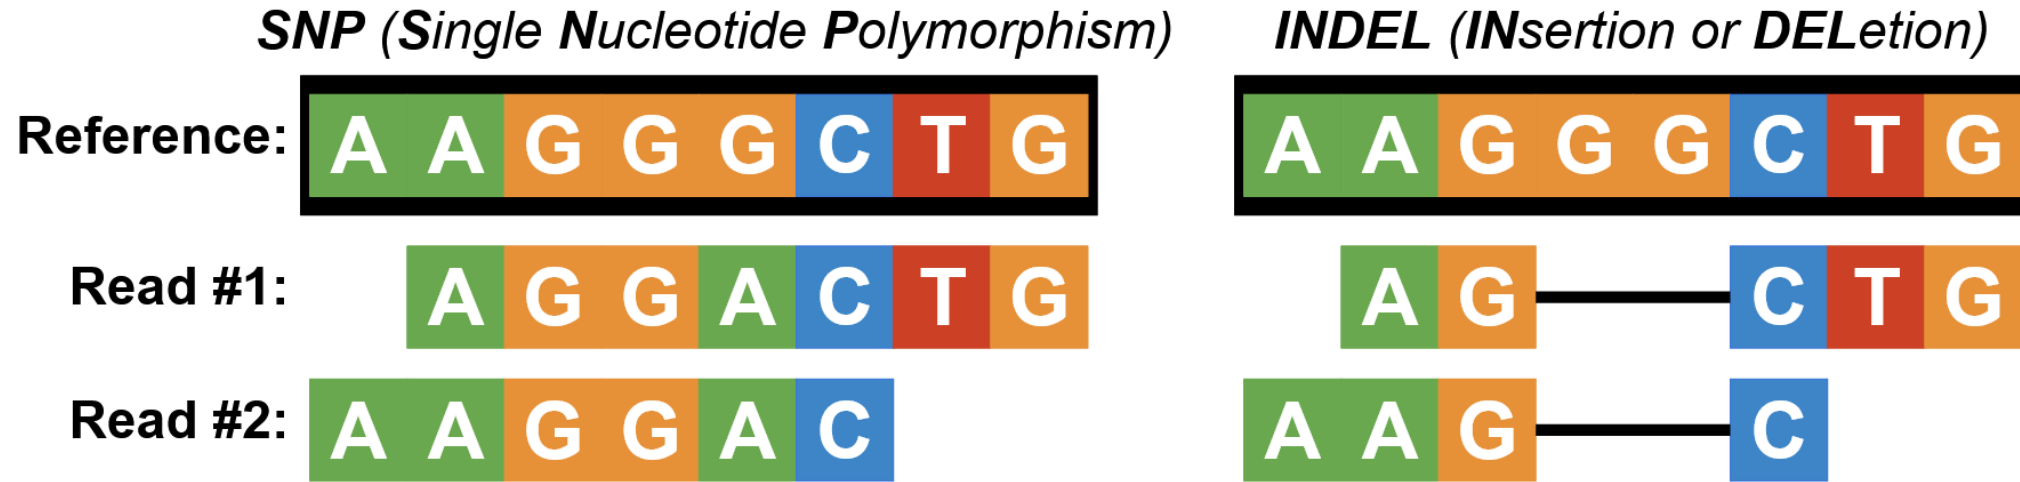 SNP (Single Nucleotide Polymorphism) INDEL (INsertion or DELetion)
Reference: A A G G G C T G A A G G G C T G
Read #1: A G G A C T G A G C T G
Read #2: A A G G A C A A G C